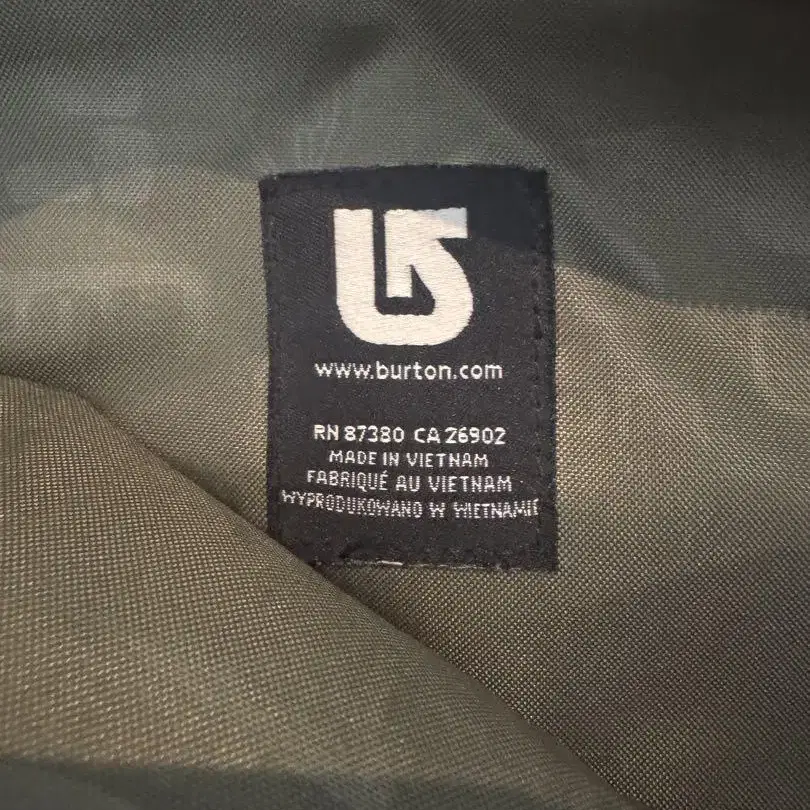 www.burton.com
RN 87380 CA 26902
MADE IN VIETNAM
FABRIQUÉ AU VIETNAM
WYPRODUKOWANO W WIETNAMIE